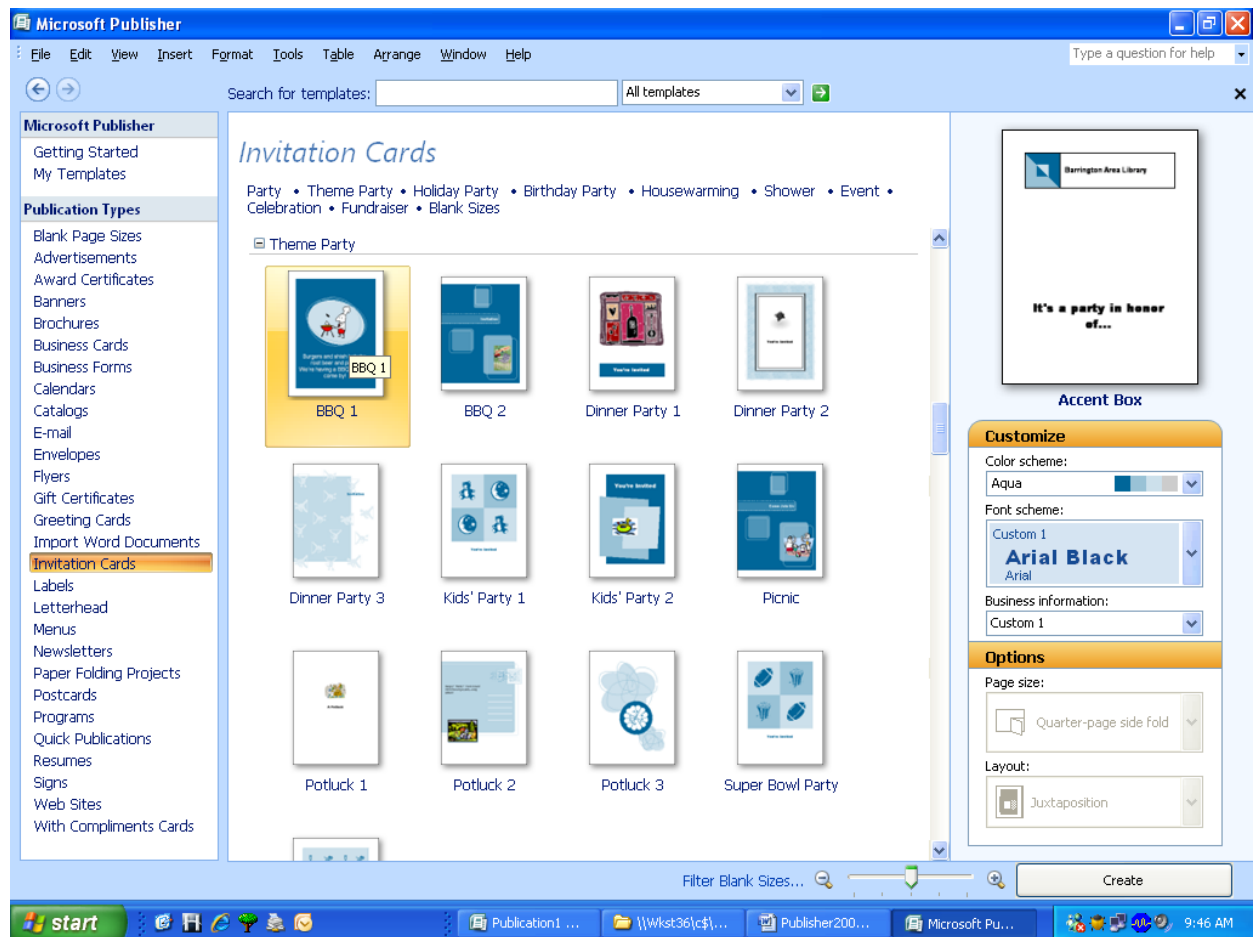 Microsoft Publisher
File Edit View Insert Format Tools Table Arrange Window Help
Type a question for help
Search for templates:
All templates
Microsoft Publisher
Getting Started
My Templates
Publication Types
Blank Page Sizes
Advertisements
Award Certificates
Banners
Brochures
Business Cards
Business Forms
Calendars
Catalogs
E-mail
Envelopes
Flyers
Gift Certificates
Greeting Cards
Import Word Documents
Invitation Cards
Labels
Letterhead
Menus
Newsletters
Paper Folding Projects
Postcards
Programs
Quick Publications
Resumes
Signs
Web Sites
With Compliments Cards
Invitation Cards
Party • Theme Party • Holiday Party • Birthday Party • Housewarming • Shower • Event •
Celebration • Fundraiser • Blank Sizes
Theme Party
BBQ 1
You're Invited
BBQ 1
BBQ 2
Dinner Party 1
Dinner Party 2
You're Invited
Dinner Party 3
Kids' Party 1
Kids' Party 2
Picnic
Potluck 1
Potluck 2
Potluck 3
Super Bowl Party
Barrington Area Library
It's a party in honor
of...
Accent Box
Customize
Color scheme:
Aqua
Font scheme:
Custom 1
Arial Black
Arial
Business information:
Custom 1
Options
Page size:
Quarter-page side fold
Layout:
Juxtaposition
Filter Blank Sizes...
Create
start
Publication1 ...
\\Wkst36\c$\...
Publisher200...
Microsoft Pu...
9:46 AM